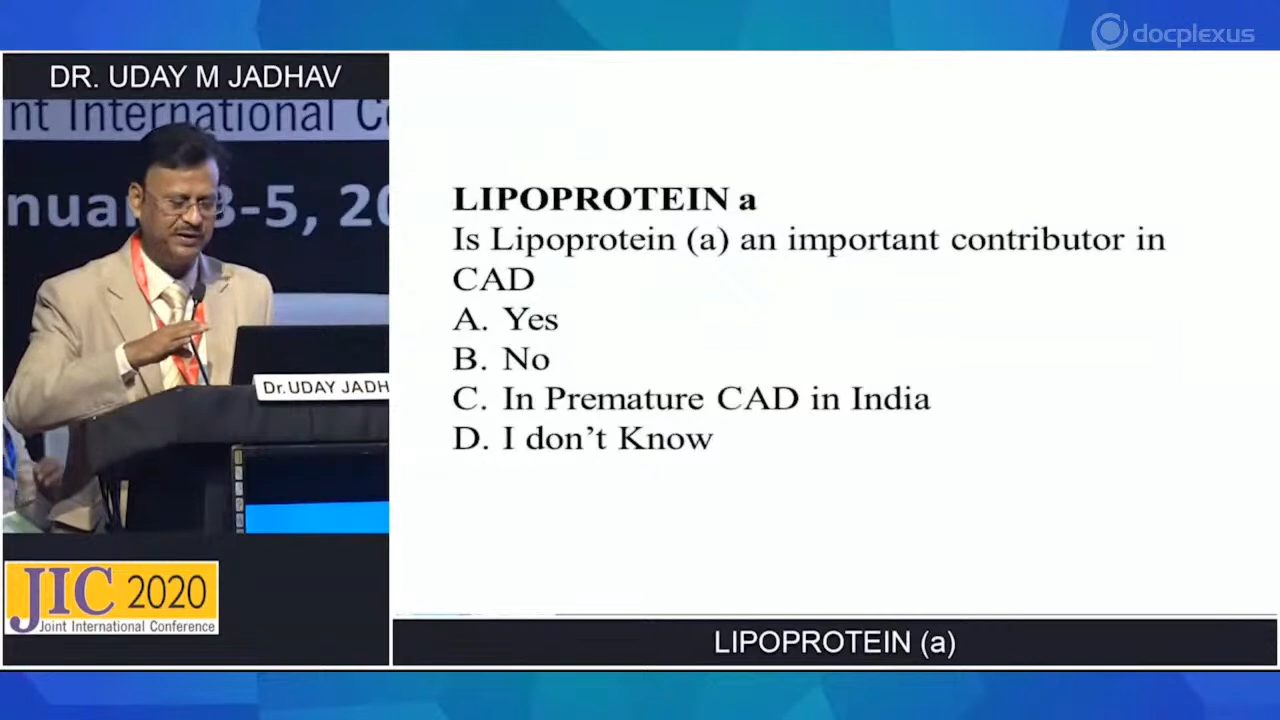 docplexus
DR. UDAY M JADHAV
nt International C
nua 3-5, 20
Dr. UDAY JADH
JIC 2020
Joint International Conference
LIPOPROTEIN a
Is Lipoprotein (a) an important contributor in
CAD
A. Yes
B. No
C. In Premature CAD in India
D. I don’t Know
LIPOPROTEIN (a)